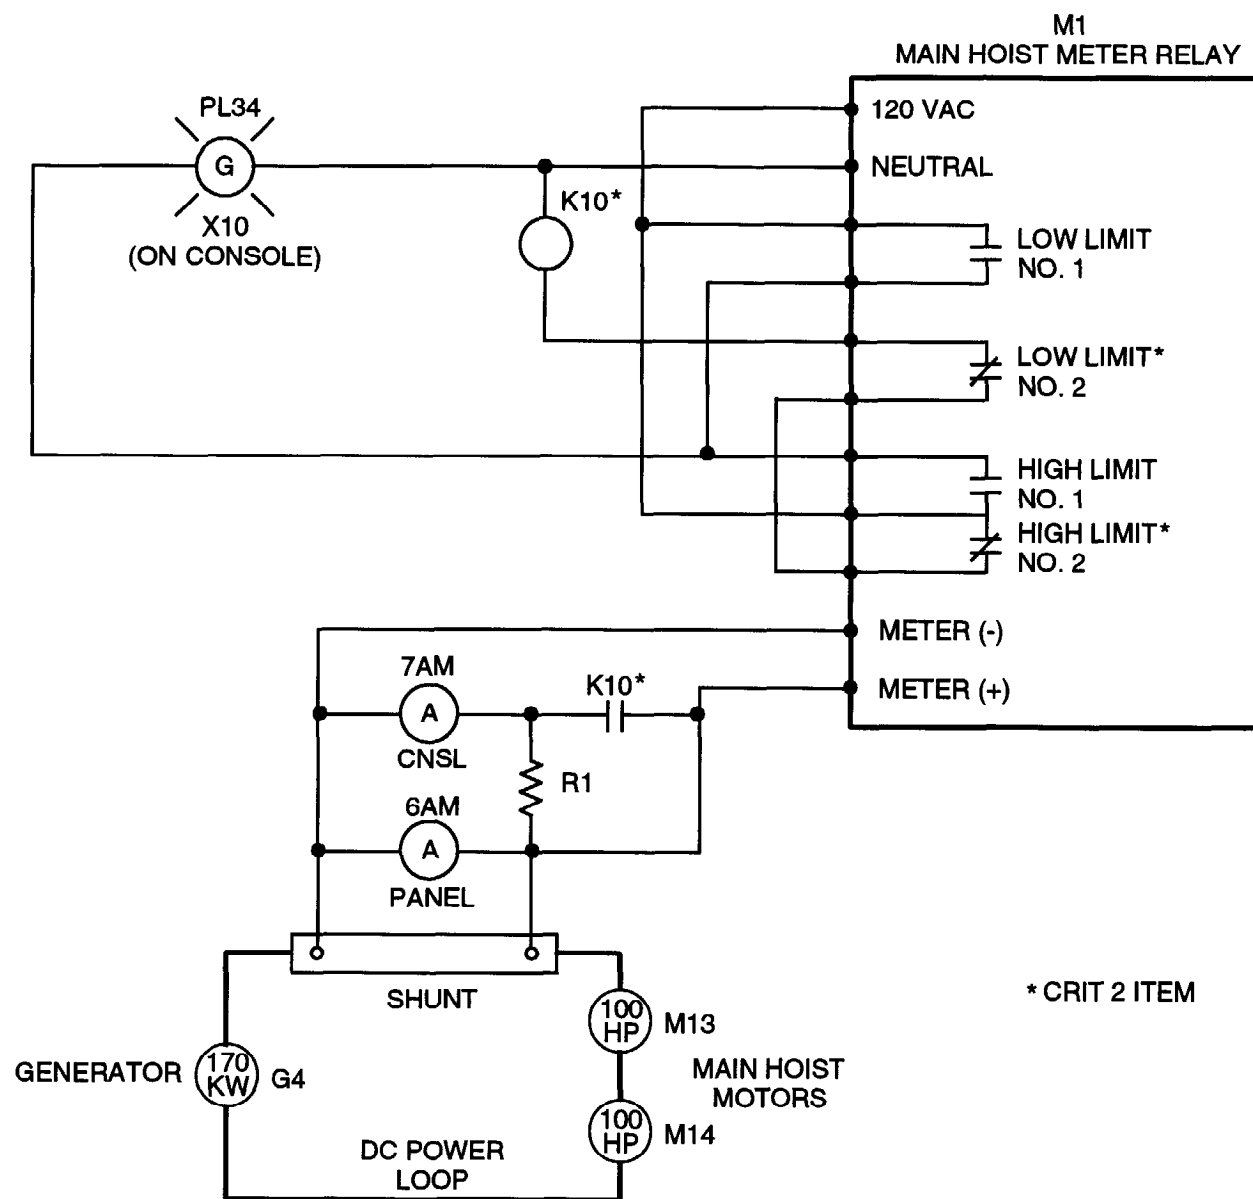 M1
MAIN HOIST METER RELAY
PL34
120 VAC
G
NEUTRAL
K10*
X10
(ON CONSOLE)
LOW LIMIT
NO. 1
LOW LIMIT*
NO. 2
HIGH LIMIT
NO. 1
HIGH LIMIT*
NO. 2
METER (-)
7AM
K10*
METER (+)
A
CNSL
R1
6AM
A
PANEL
SHUNT
* CRIT 2 ITEM
100
HP
M13
GENERATOR
170
KW
G4
MAIN HOIST
MOTORS
100
HP
M14
DC POWER
LOOP